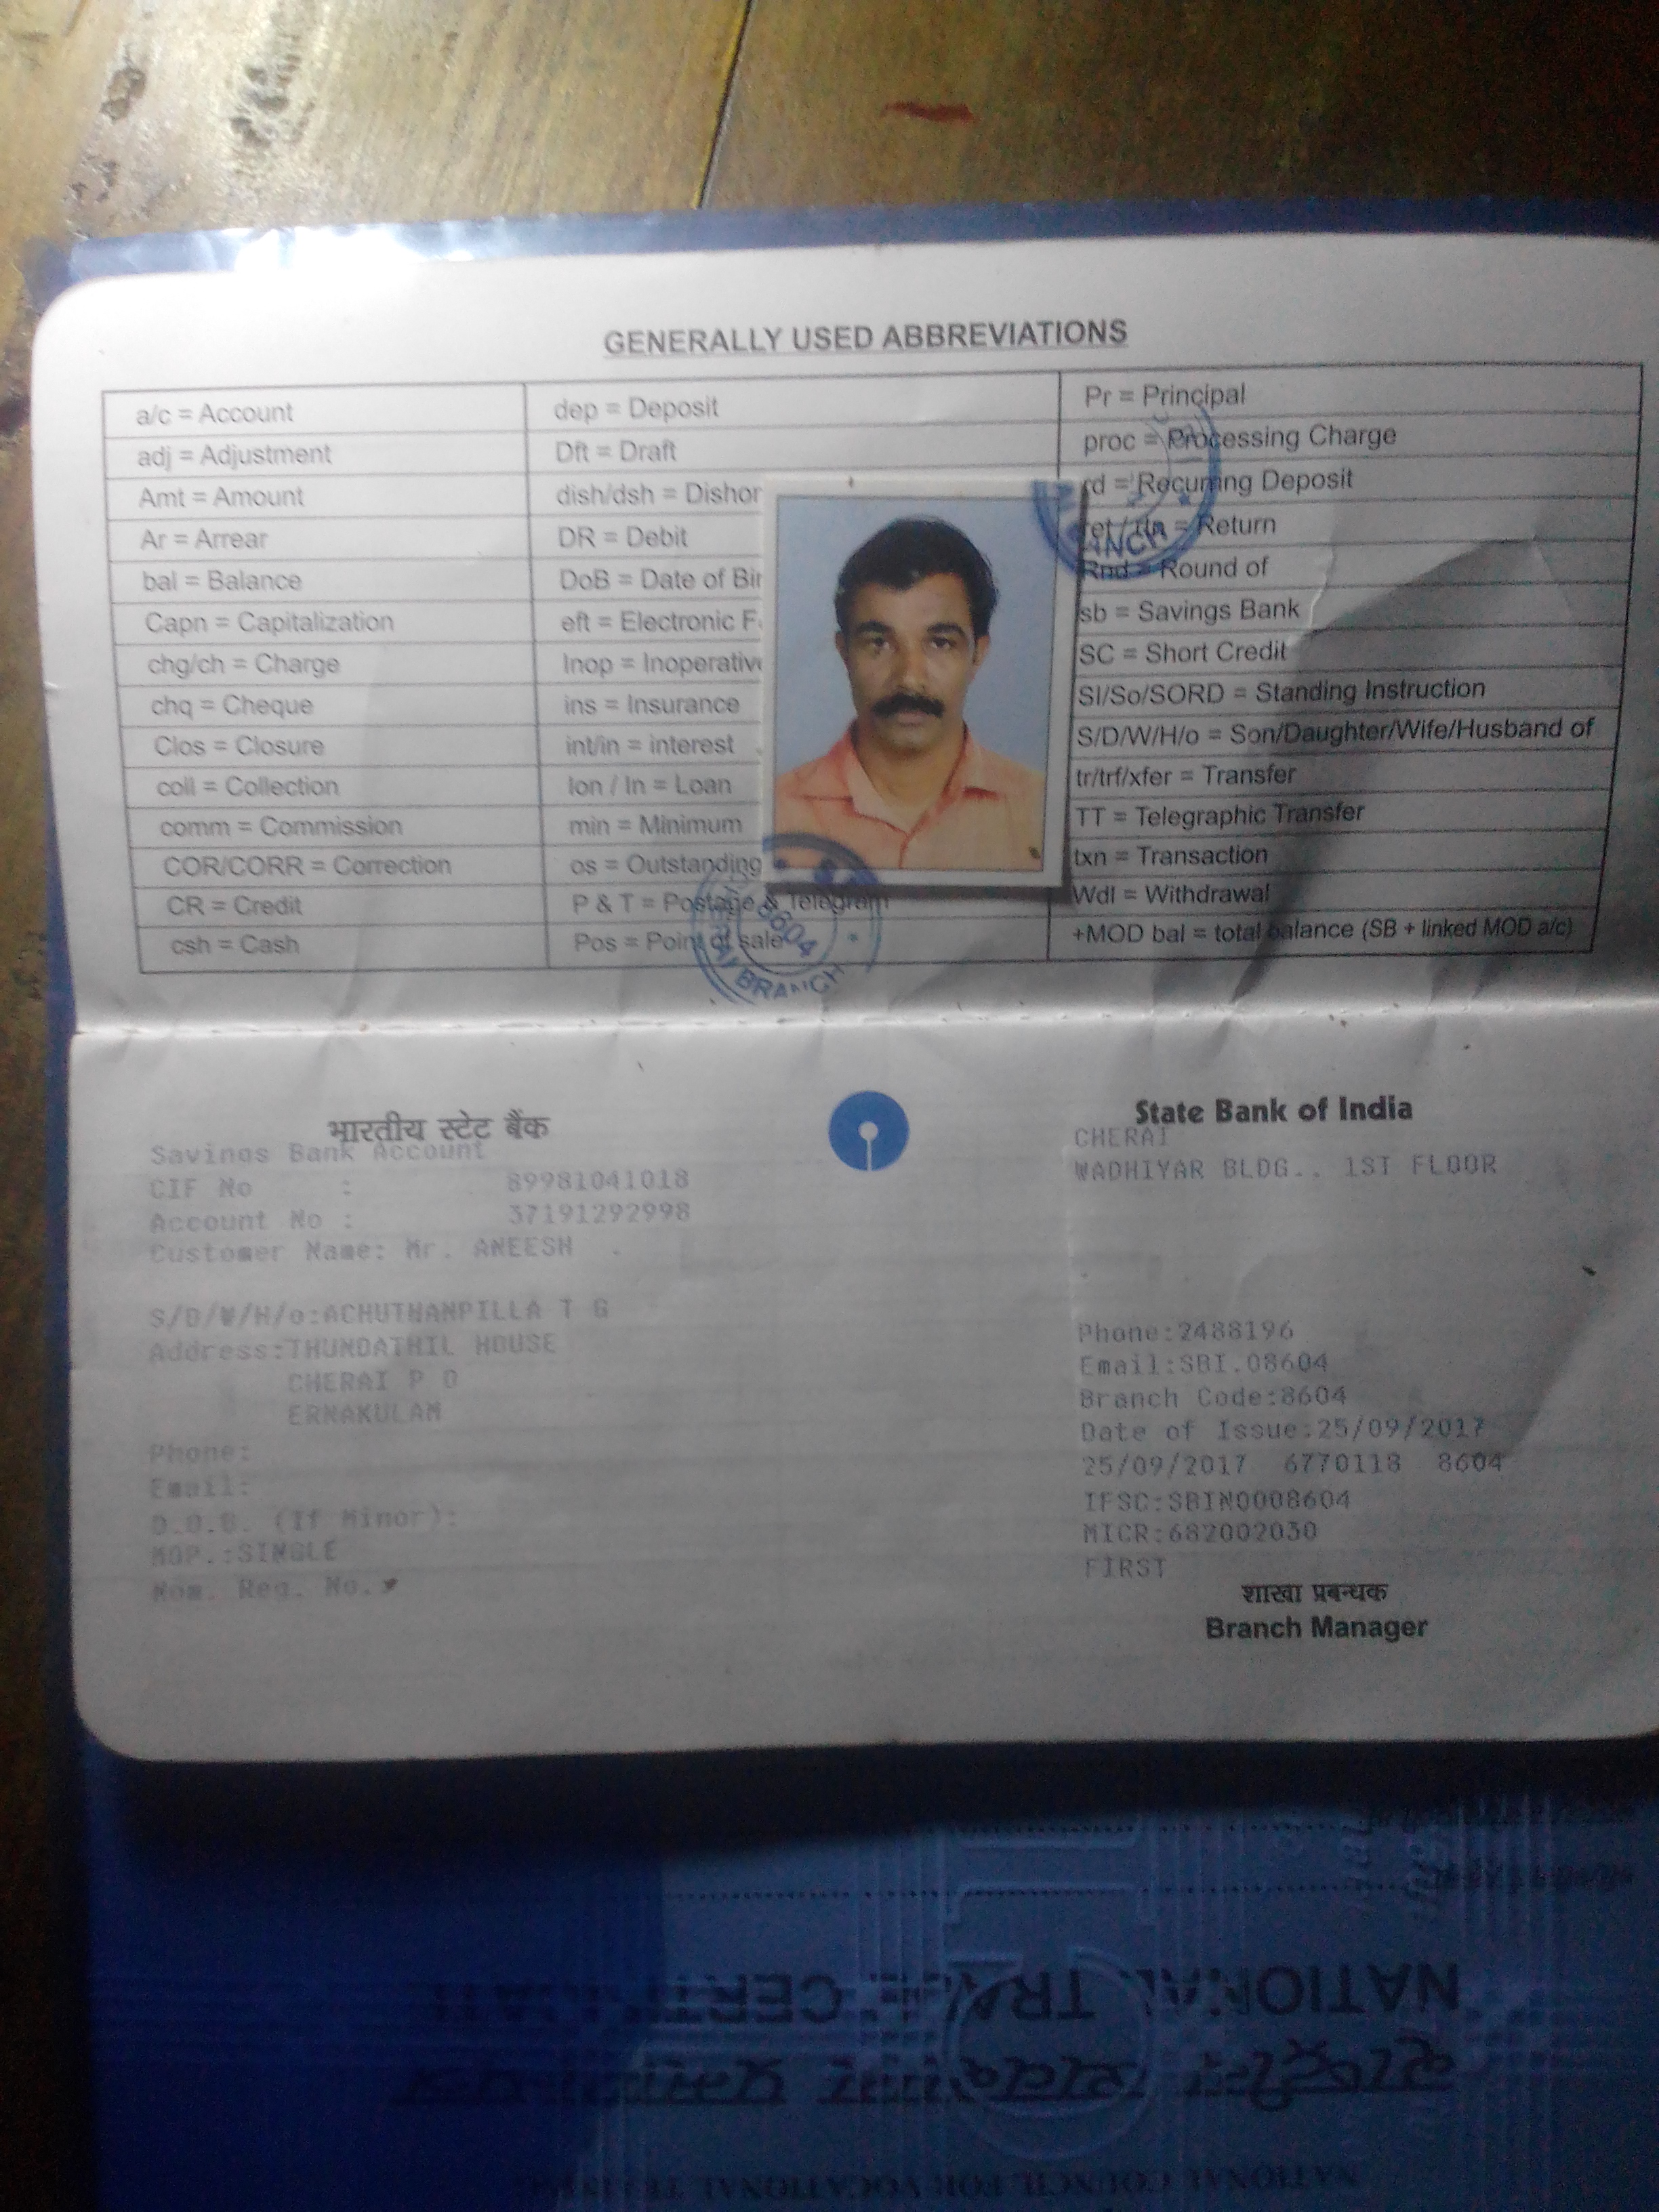 GENERALLY USED ABBREVIATIONS
a/c = Account
adj = Adjustment
Amt = Amount
Ar = Arrear
bal = Balance
Capn = Capitalization
chg/ch = Charge
chq = Cheque
Clos = Closure
coll = Collection
comm = Commission
COR/CORR = Correction
CR = Credit
csh = Cash
dep = Deposit
Dft = Draft
dish/dsh = Dishor
DR = Debit
DoB = Date of Bir
eft = Electronic F
Inop = Inoperative
ins = Insurance
int/in = interest
lon / ln = Loan
min = Minimum
os = Outstanding
P & T = Postage & Telegram
Pos = Point of sale
Pr = Principal
proc = Processing Charge
rd = Recurring Deposit
ret / rtn = Return
Rnd = Round of
sb = Savings Bank
SC = Short Credit
SI/So/SORD = Standing Instruction
S/D/W/H/o = Son/Daughter/Wife/Husband of
tr/trf/xfer = Transfer
TT = Telegraphic Transfer
txn = Transaction
Wdl = Withdrawal
+MOD bal = total balance (SB + linked MOD a/c)
8604
BRANCH
भारतीय स्टेट बैंक
Savings Bank Account
CIF No : 89981041018
Account No : 37191292998
Customer Name: Mr. ANEESH .
S/D/W/H/o:ACHUTHANPILLA T G
Address:THUNDATHIL HOUSE
CHERAI P O
ERNAKULAM
Phone:
Email:
D.O.B. (If Minor):
MOP.:SINGLE
Nom. Reg. No.
State Bank of India
CHERAI
WADHIYAR BLDG., 1ST FLOOR
Phone:2488196
Email:SBI.08604
Branch Code:8604
Date of Issue:25/09/2017
25/09/2017 6770118 8604
IFSC:SBIN0008604
MICR:682002030
FIRST
शाखा प्रबन्धक
Branch Manager
NATIONAL TRADE CERTIFICATE
NATIONAL COUNCIL FOR VOCATIONAL TRAINING